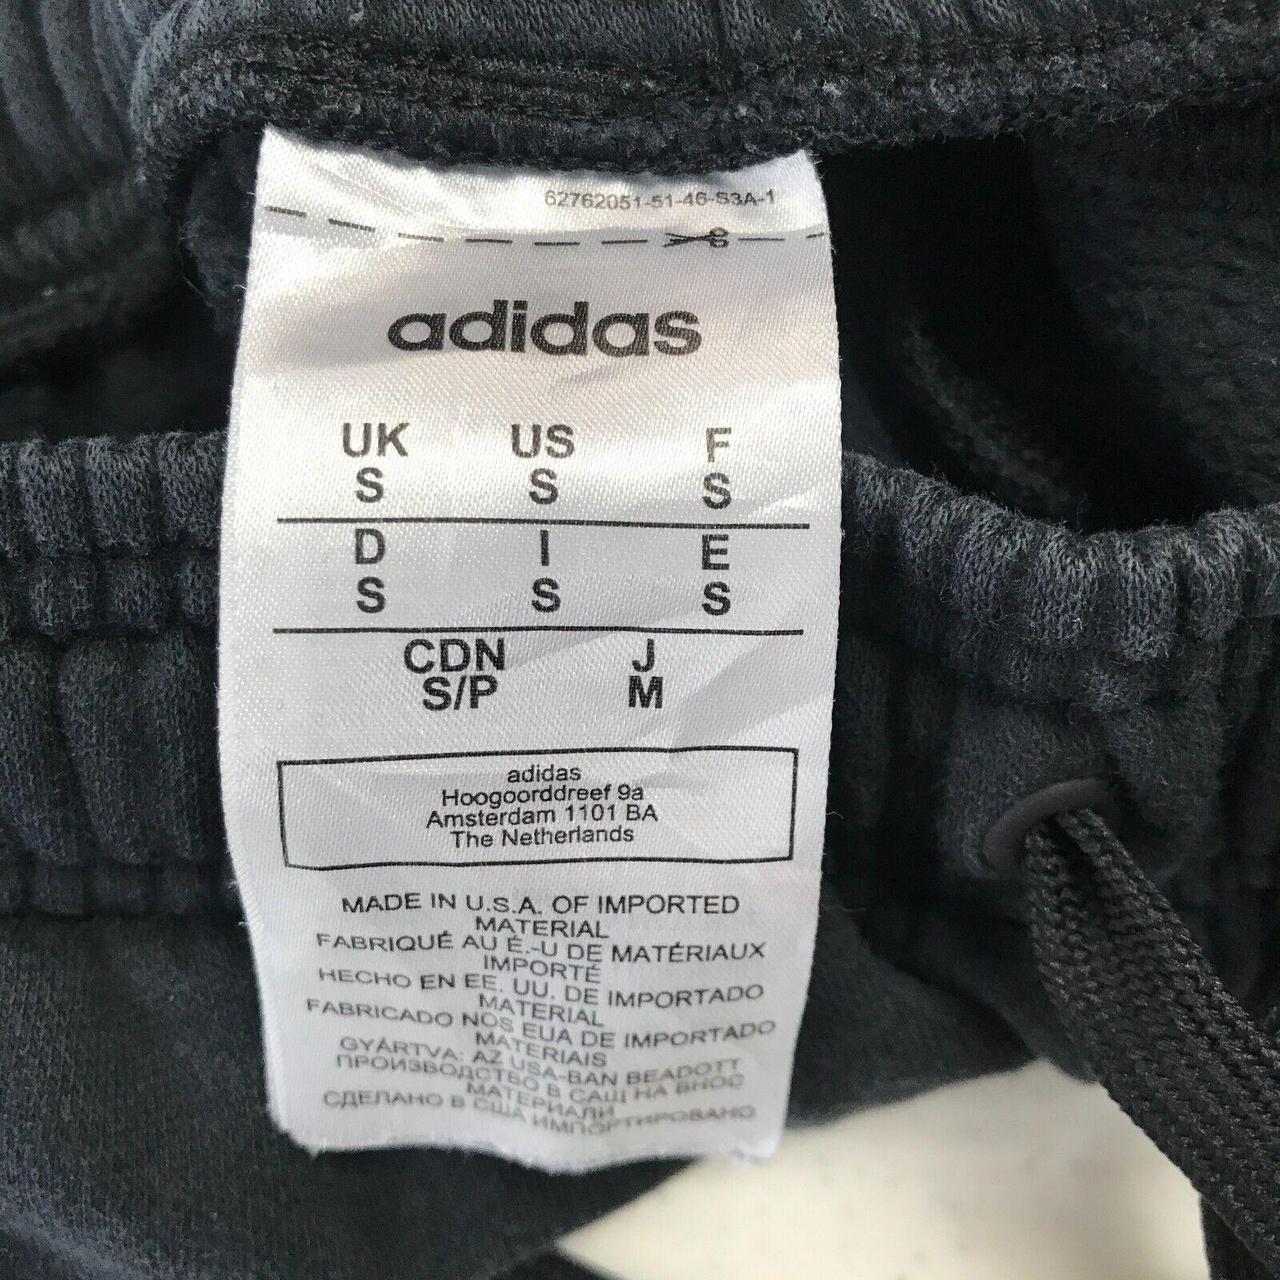 62762051-51-46-S3A-1
adidas
UK US F
S S S
D I E
S S S
CDN J
S/P M
adidas
Hoogoorddreef 9a
Amsterdam 1101 BA
The Netherlands
MADE IN U.S.A. OF IMPORTED
MATERIAL
FABRIQUÉ AU É.-U DE MATÉRIAUX
IMPORTÉ
HECHO EN EE. UU. DE IMPORTADO
MATERIAL
FABRICADO NOS EUA DE IMPORTADO
MATERIAIS
GYÁRTVA: AZ USA-BAN BEADOTT
ПРОИЗВОДСТВО В САЩ НА ВНОС
МАТЕРИАЛИ
СДЕЛАНО В США ИМПОРТИРОВАНО